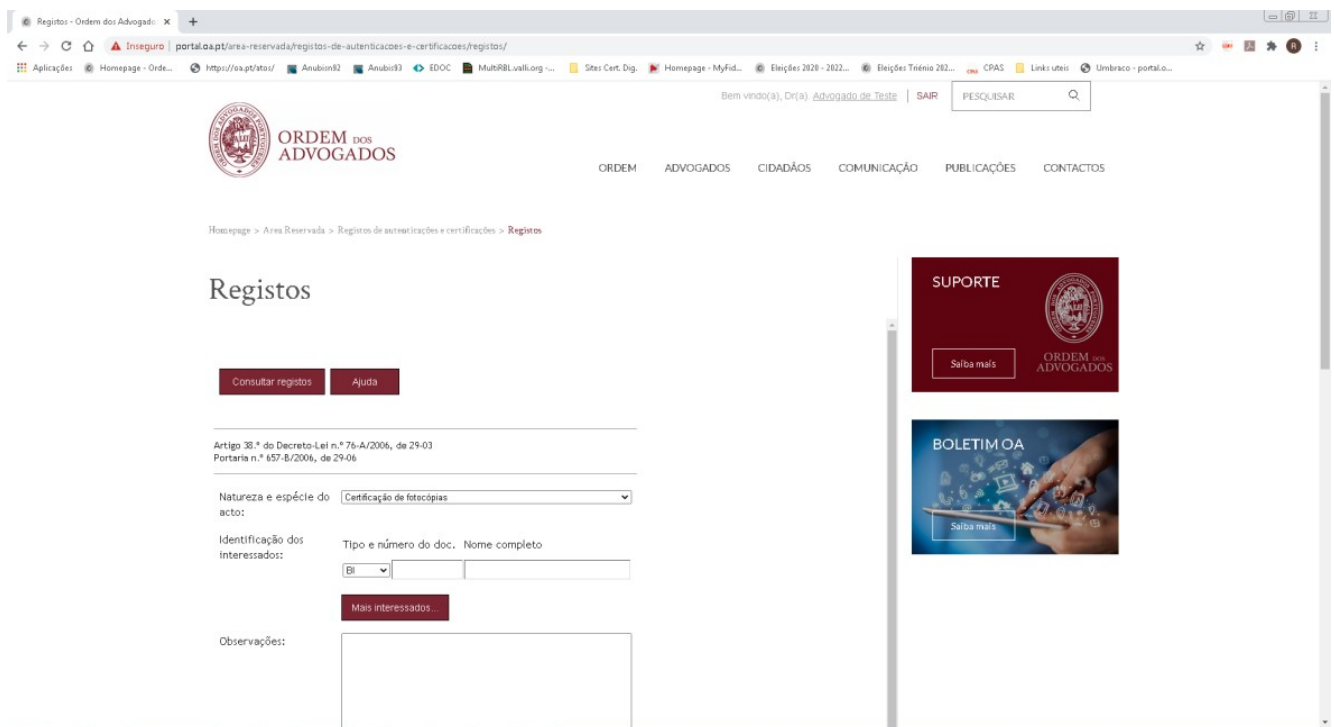 Registos - Ordem dos Advogado
Inseguro | portal.oa.pt/area-reservada/registos-de-autenticacoes-e-certificacoes/registos/
Aplicações Homepage - Orde... https://oa.pt/atos/ Anubisn92 Anubis93 EDOC MultiRBL.valli.org -... Sites Cert. Dig. Homepage - MyFid... Eleições 2020 - 2022... Eleições Triénio 202... CPAS Links uteis Umbraco - portal.o...
Bem vindo(a), Dr(a). Advogado de Teste | SAIR PESQUISAR
ORDEM DOS
ADVOGADOS
ORDEM ADVOGADOS CIDADÃOS COMUNICAÇÃO PUBLICAÇÕES CONTACTOS
Homepage > Area Reservada > Registos de autenticações e certificações > Registos
Registos
SUPORTE
Saiba mais
ORDEM DOS
ADVOGADOS
Consultar registos Ajuda
Artigo 38.º do Decreto-Lei n.º 76-A/2006, de 29-03
Portaria n.º 657-B/2006, de 29-06
BOLETIM OA
Saiba mais
Natureza e espécie do
acto:
Certificação de fotocópias
Identificação dos
interessados:
Tipo e número do doc. Nome completo
BI
Mais interessados...
Observações: